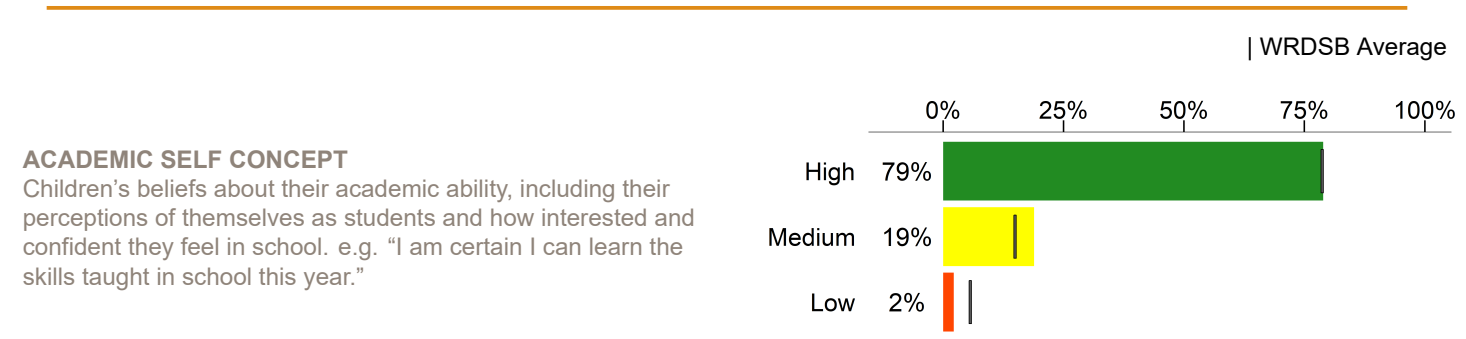 | WRDSB Average
0% 25% 50% 75% 100%
ACADEMIC SELF CONCEPT
Children’s beliefs about their academic ability, including their
perceptions of themselves as students and how interested and
confident they feel in school. e.g. “I am certain I can learn the
skills taught in school this year.”
High 79%
Medium 19%
Low 2%